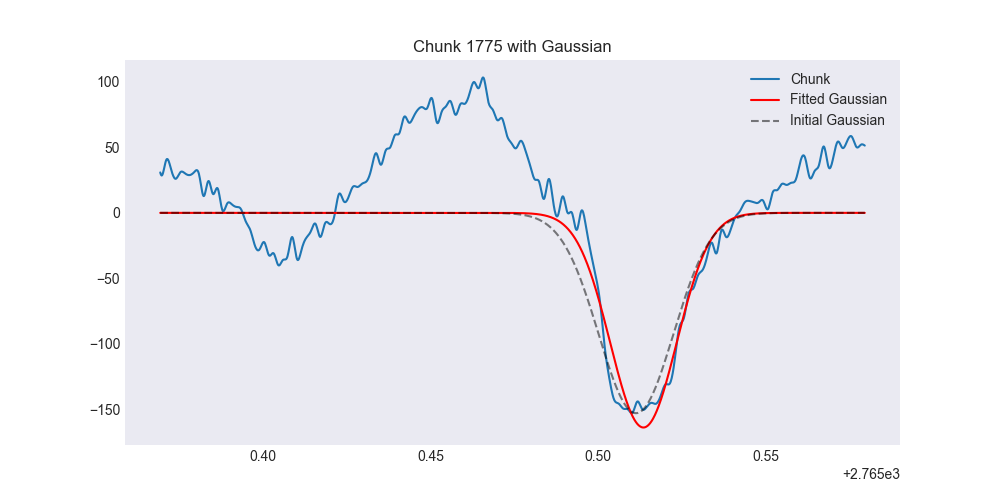 Chunk 1775 with Gaussian
100
50
0
−50
−100
−150
Chunk
Fitted Gaussian
Initial Gaussian
0.40
0.45
0.50
0.55
+2.765e3